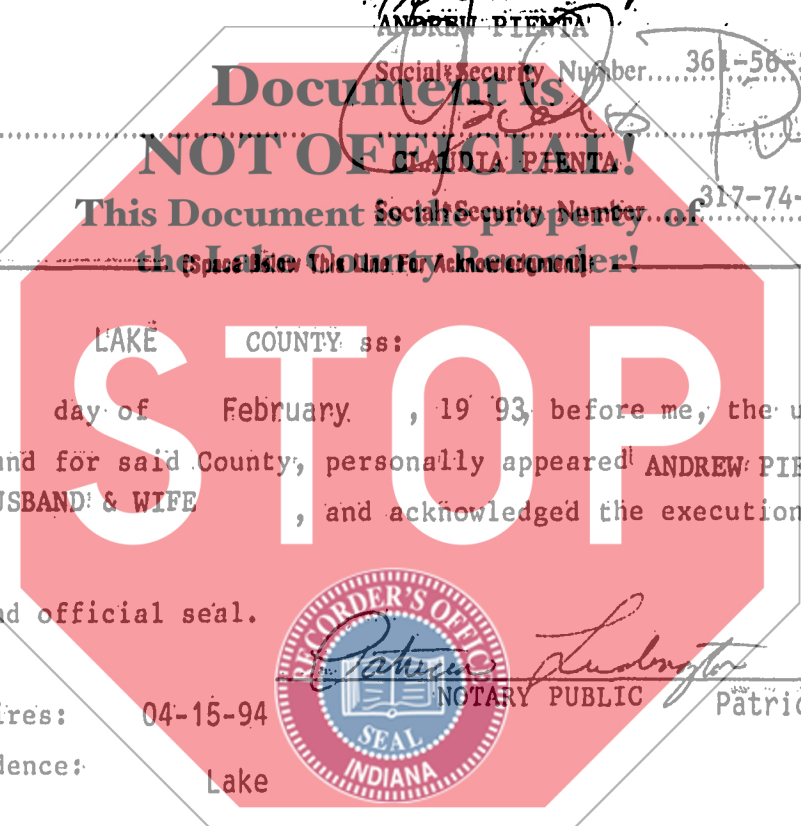 ANDREW PIENTA
Document is
Social Security Number....361-56-
NOT OFFICIAL!
CLAUDIA PIENTA
This Document is the property of
Social Security Number....317-74-
the Lake County Recorder!
(Space Below This Line For Acknowledgment)
LAKE COUNTY ss:
STOP
day of February , 19 93, before me, the u
and for said County, personally appeared ANDREW PIE
USBAND & WIFE , and acknowledged the execution
nd official seal.
RECORDER'S OFFICE
Patricia Ludington
NOTARY PUBLIC Patric
ires: 04-15-94
SEAL
INDIANA
dence: Lake